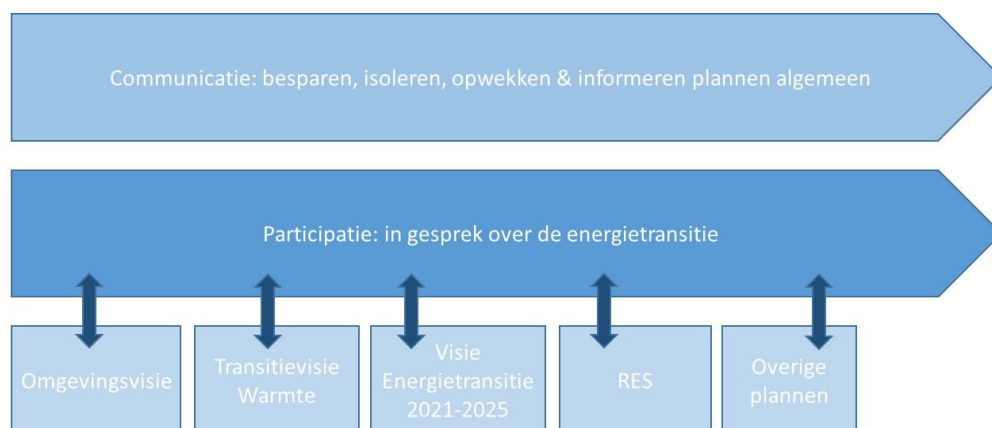 Communicatie: besparen, isoleren, opwekken & informeren plannen algemeen
Participatie: in gesprek over de energietransitie
Omgevingsvisie
Transitievisie
Warmte
Visie
Energietransitie
2021-2025
RES
Overige
plannen